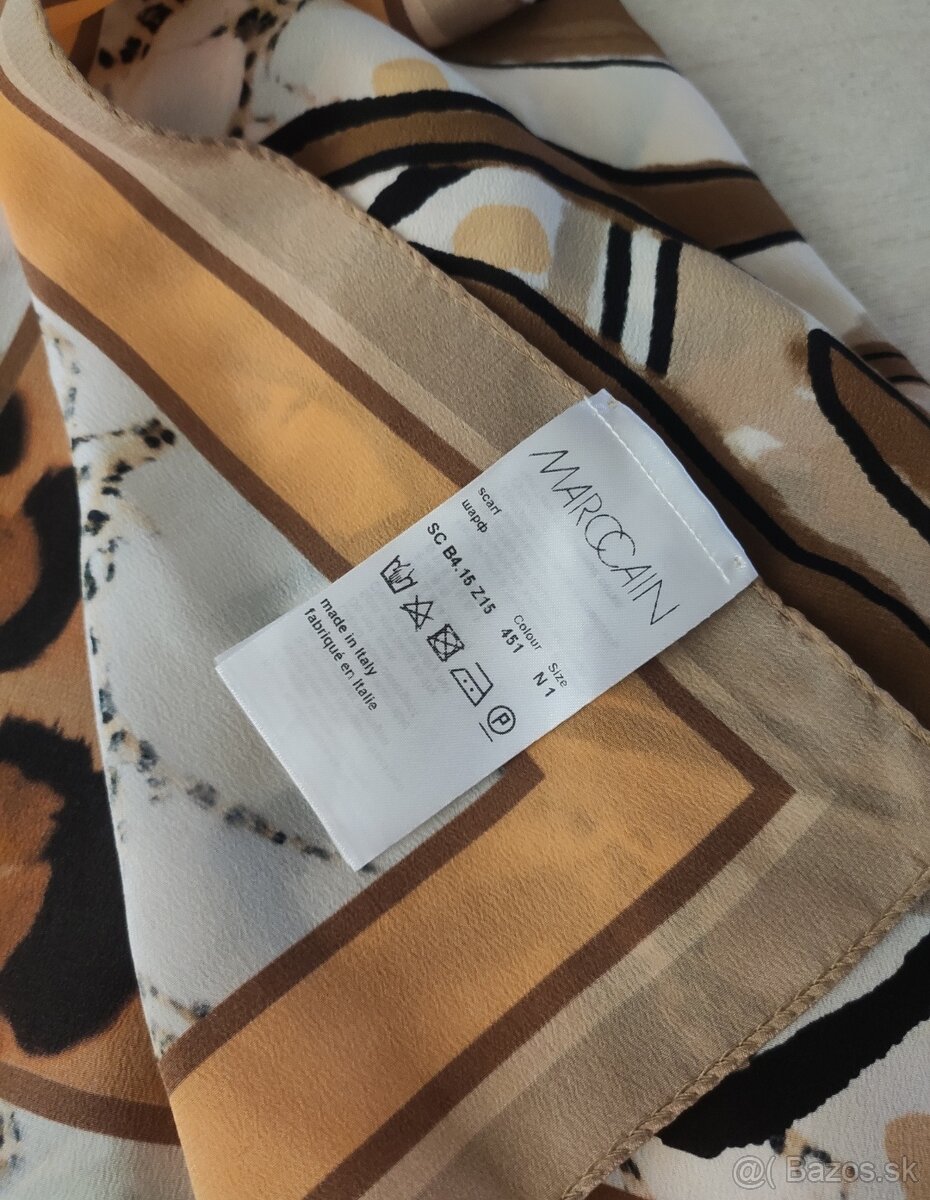 MARCCAIN
scarf
шарф
Colour Size
SC B4.15 Z15 451 N 1
P
made in Italy
fabriqué en Italie
@( Bazos.sk